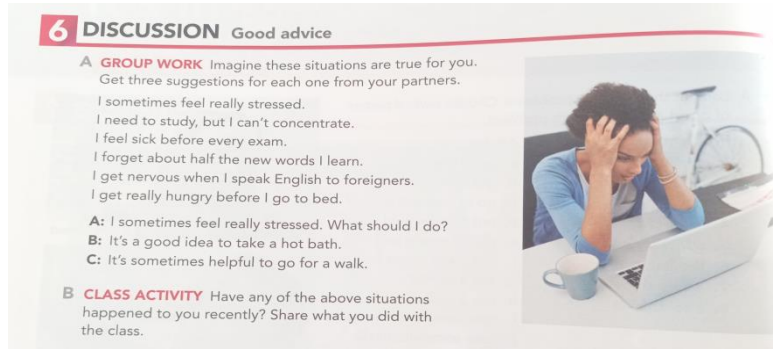 6 DISCUSSION Good advice
A GROUP WORK Imagine these situations are true for you.
Get three suggestions for each one from your partners.
I sometimes feel really stressed.
I need to study, but I can't concentrate.
I feel sick before every exam.
I forget about half the new words I learn.
I get nervous when I speak English to foreigners.
I get really hungry before I go to bed.
A: I sometimes feel really stressed. What should I do?
B: It's a good idea to take a hot bath.
C: It's sometimes helpful to go for a walk.
B CLASS ACTIVITY Have any of the above situations
happened to you recently? Share what you did with
the class.